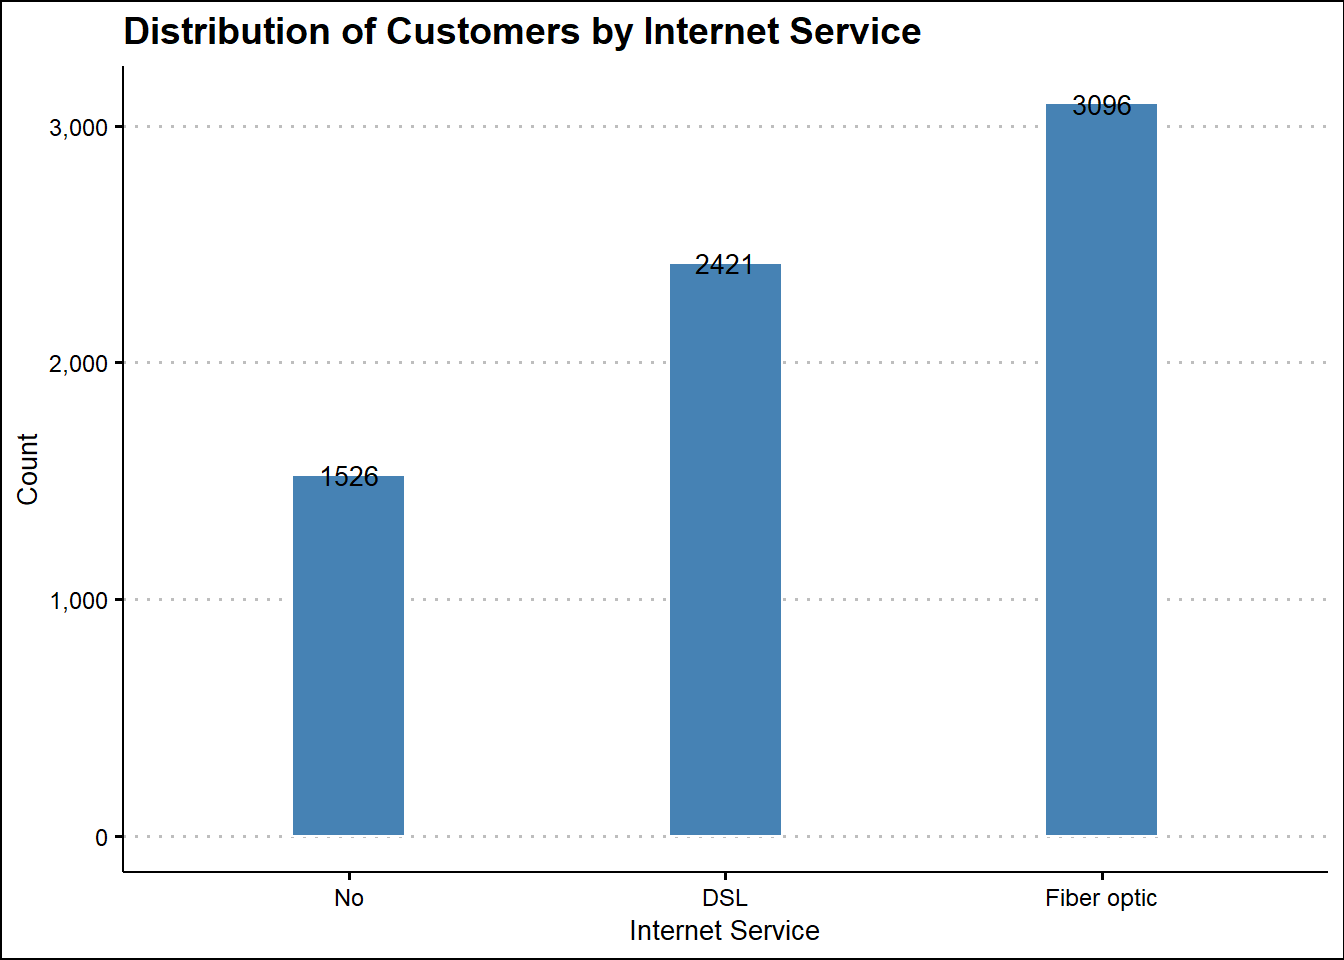 Distribution of Customers by Internet Service
3096
3,000
2421
2,000
1526
Count
1,000
0
No DSL Fiber optic
Internet Service